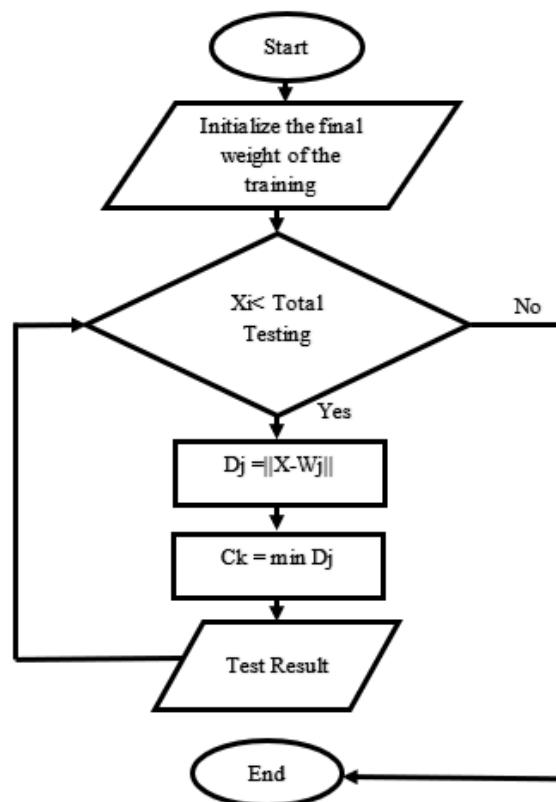 Start
Initialize the final
weight of the
training
Xi< Total
Testing
No
Yes
Dj =||X-Wj||
Ck = min Dj
Test Result
End